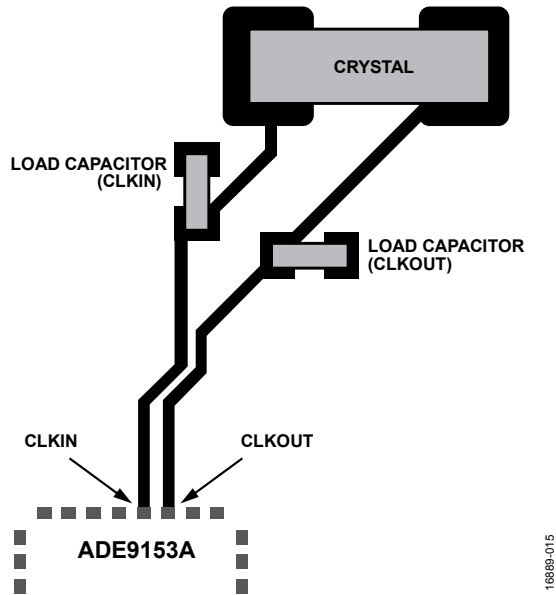 CRYSTAL
LOAD CAPACITOR
(CLKIN)
LOAD CAPACITOR
(CLKOUT)
CLKIN
CLKOUT
ADE9153A
16889-015